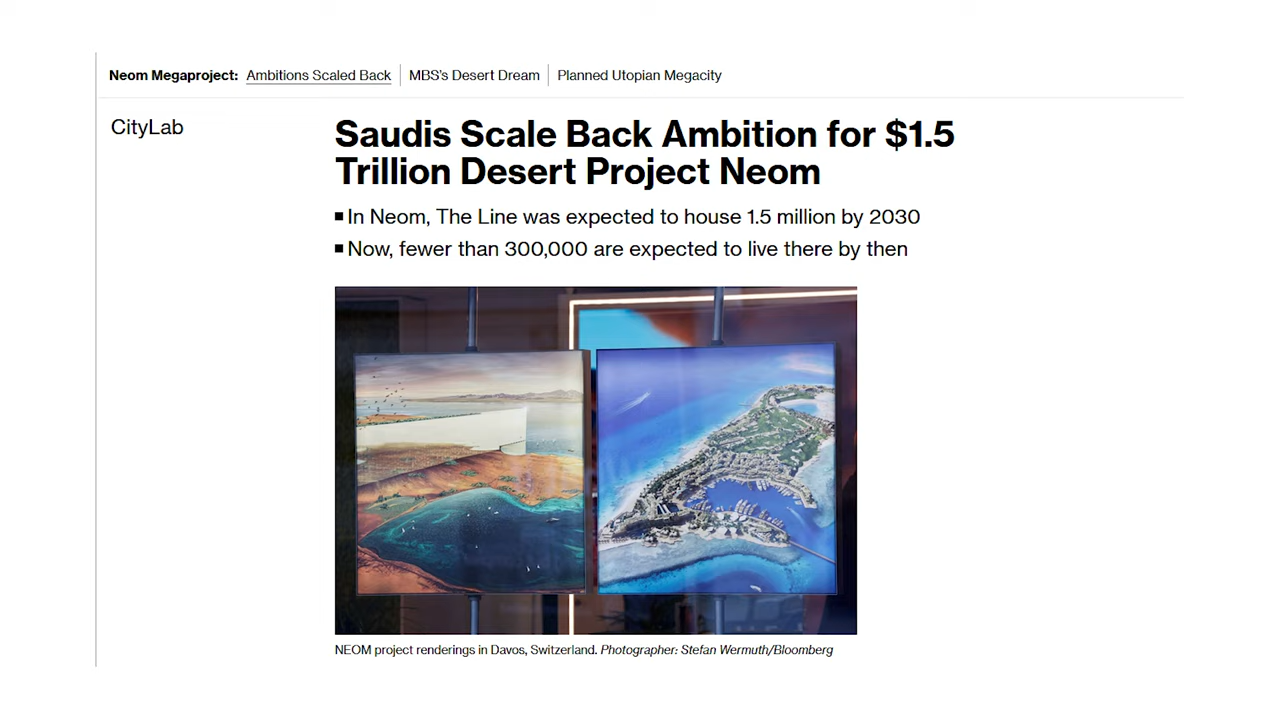 Neom Megaproject: Ambitions Scaled Back MBS's Desert Dream Planned Utopian Megacity
CityLab
Saudis Scale Back Ambition for $1.5
Trillion Desert Project Neom
In Neom, The Line was expected to house 1.5 million by 2030
Now, fewer than 300,000 are expected to live there by then
NEOM project renderings in Davos, Switzerland. Photographer: Stefan Wermuth/Bloomberg